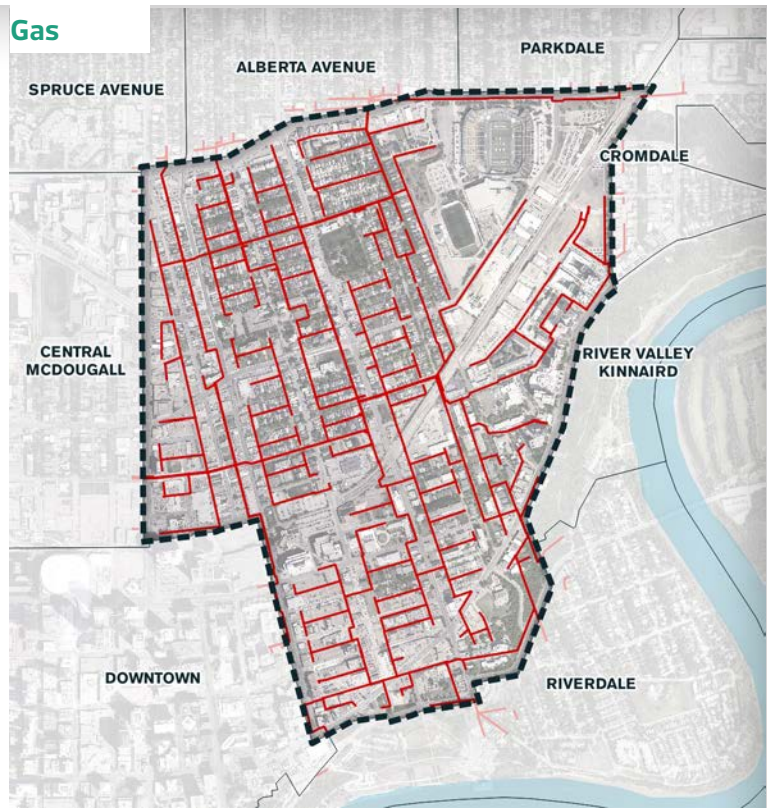 Gas
PARKDALE
ALBERTA AVENUE
SPRUCE AVENUE
CROMDALE
CENTRAL
MCDOUGALL
RIVER VALLEY
KINNAIRD
DOWNTOWN
RIVERDALE